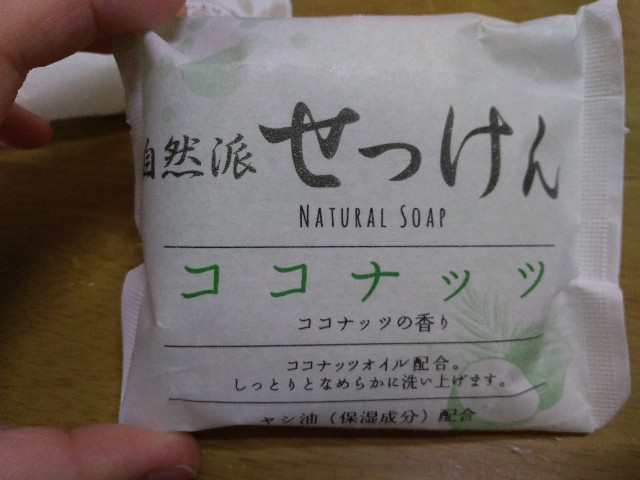 自然派 せっけん
NATURAL SOAP
ココナッツ
ココナッツの香り
ココナッツオイル配合。
しっとりとなめらかに洗い上げます。
ヤシ油（保湿成分）配合